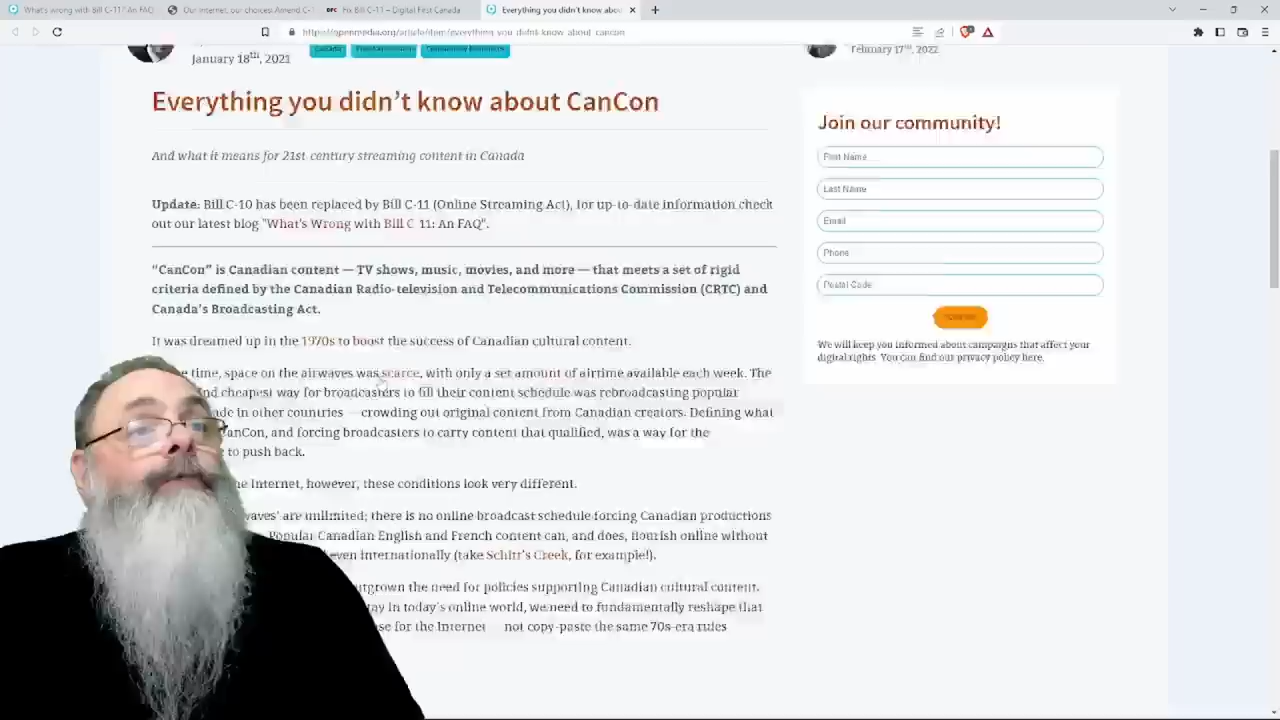 What's wrong with Bill C-11? An FAQ
Our internet, our choices. Amend C-1
Fix Bill C-11 – Digital First Canada
Everything you didn't know abou
https://openmedia.org/article/item/everything-you-didnt-know-about-cancon
January 18th, 2021
February 17th, 2022
Everything you didn't know about CanCon
And what it means for 21st-century streaming content in Canada
Update: Bill C-10 has been replaced by Bill C-11 (Online Streaming Act), for up-to-date information check
out our latest blog "What's Wrong with Bill C-11: An FAQ".
"CanCon" is Canadian content — TV shows, music, movies, and more — that meets a set of rigid
criteria defined by the Canadian Radio-television and Telecommunications Commission (CRTC) and
Canada's Broadcasting Act.
It was dreamed up in the 1970s to boost the success of Canadian cultural content.
time, space on the airwaves was scarce, with only a set amount of airtime available each week. The
nd cheapest way for broadcasters to fill their content schedule was rebroadcasting popular
de in other countries — crowding out original content from Canadian creators. Defining what
anCon, and forcing broadcasters to carry content that qualified, was a way for the
to push back.
he Internet, however, these conditions look very different.
waves' are unlimited; there is no online broadcast schedule forcing Canadian productions
Popular Canadian English and French content can, and does, flourish online without
even internationally (take Schitt's Creek, for example!).
utgrown the need for policies supporting Canadian cultural content.
ay in today's online world, we need to fundamentally reshape that
se for the Internet — not copy-paste the same 70s-era rules
Join our community!
First Name
Last Name
Email
Phone
Postal Code
We will keep you informed about campaigns that affect your
digital rights. You can find our privacy policy here.